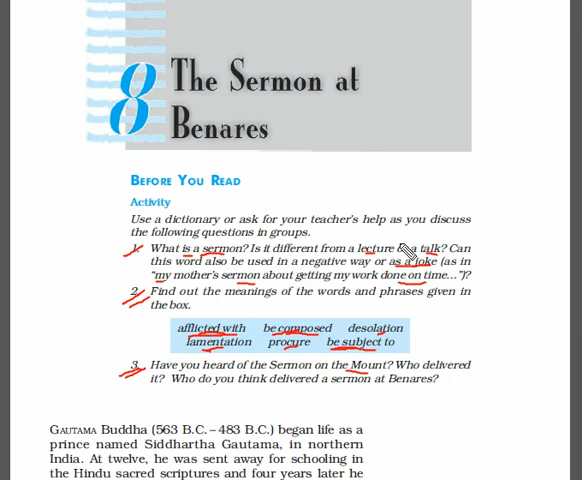 8
The Sermon at
Benares
BEFORE YOU READ
Activity
Use a dictionary or ask for your teacher's help as you discuss
the following questions in groups.
1. What is a sermon? Is it different from a lecture or a talk? Can
this word also be used in a negative way or as a joke (as in
“my mother's sermon about getting my work done on time...”)?
2. Find out the meanings of the words and phrases given in
the box.
afflicted with be composed desolation
lamentation procure be subject to
3. Have you heard of the Sermon on the Mount? Who delivered
it? Who do you think delivered a sermon at Benares?
GAUTAMA Buddha (563 B.C. – 483 B.C.) began life as a
prince named Siddhartha Gautama, in northern
India. At twelve, he was sent away for schooling in
the Hindu sacred scriptures and four years later he